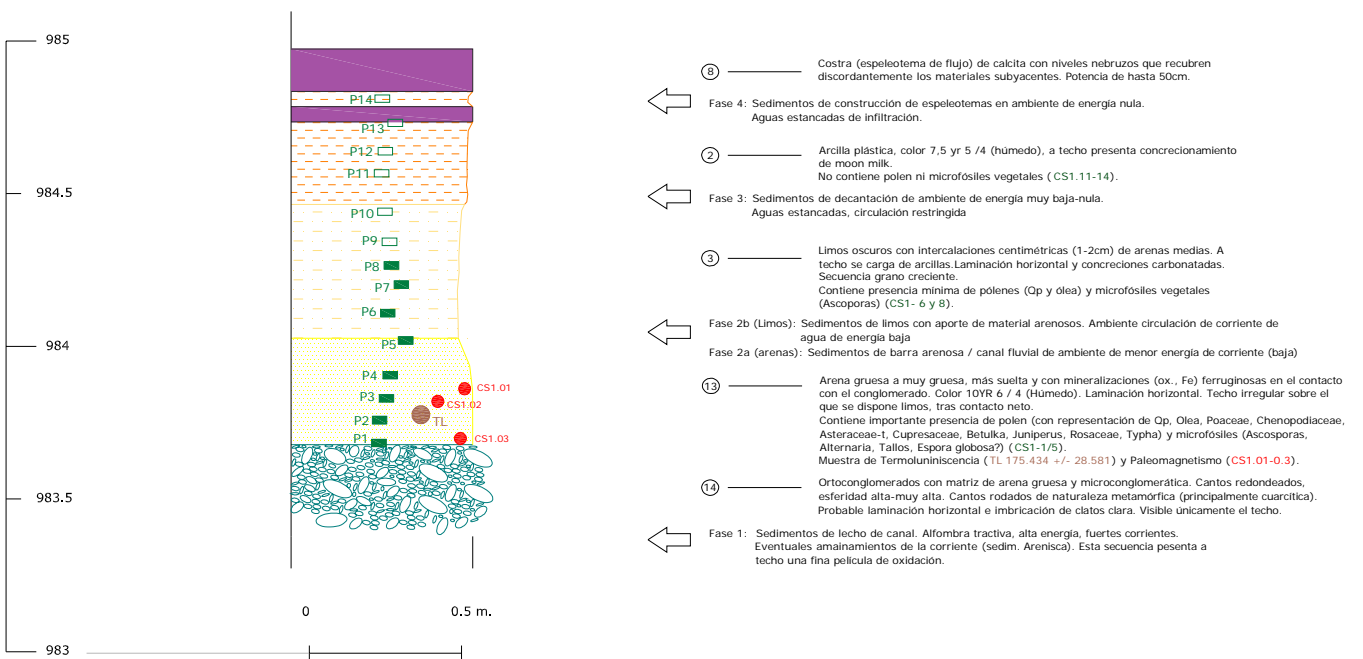 985
984.5
984
983.5
983
P14
P13
P12
P11
P10
P9
P8
P7
P6
P5
P4
P3
P2
P1
CS1.01
CS1.02
TL
CS1.03
0
0.5 m.
8
Costra (espeleotema de flujo) de calcita con niveles nebruzos que recubren
discordantemente los materiales subyacentes. Potencia de hasta 50cm.
Fase 4: Sedimentos de construcción de espeleotemas en ambiente de energía nula.
Aguas estancadas de infiltración.
2
Arcilla plástica, color 7,5 yr 5 /4 (húmedo), a techo presenta concrecionamiento
de moon milk.
No contiene polen ni microfósiles vegetales (CS1.11-14).
Fase 3: Sedimentos de decantación de ambiente de energía muy baja-nula.
Aguas estancadas, circulación restringida
3
Limos oscuros con intercalaciones centimétricas (1-2cm) de arenas medias. A
techo se carga de arcillas.Laminación horizontal y concreciones carbonatadas.
Secuencia grano creciente.
Contiene presencia mínima de pólenes (Qp y ólea) y microfósiles vegetales
(Ascoporas) (CS1- 6 y 8).
Fase 2b (Limos): Sedimentos de limos con aporte de material arenosos. Ambiente circulación de corriente de
agua de energía baja
Fase 2a (arenas): Sedimentos de barra arenosa / canal fluvial de ambiente de menor energía de corriente (baja)
13
Arena gruesa a muy gruesa, más suelta y con mineralizaciones (ox., Fe) ferruginosas en el contacto
con el conglomerado. Color 10YR 6 / 4 (Húmedo). Laminación horizontal. Techo irregular sobre el
que se dispone limos, tras contacto neto.
Contiene importante presencia de polen (con representación de Qp, Olea, Poaceae, Chenopodiaceae,
Asteraceae-t, Cupresaceae, Betulka, Juniperus, Rosaceae, Typha) y microfósiles (Ascosporas,
Alternaria, Tallos, Espora globosa?) (CS1-1/5).
Muestra de Termoluniniscencia (TL 175.434 +/- 28.581) y Paleomagnetismo (CS1.01-0.3).
14
Ortoconglomerados con matriz de arena gruesa y microconglomerática. Cantos redondeados,
esferidad alta-muy alta. Cantos rodados de naturaleza metamórfica (principalmente cuarcítica).
Probable laminación horizontal e imbricación de clatos clara. Visible únicamente el techo.
Fase 1: Sedimentos de lecho de canal. Alfombra tractiva, alta energía, fuertes corrientes.
Eventuales amainamientos de la corriente (sedim. Arenisca). Esta secuencia pesenta a
techo una fina película de oxidación.